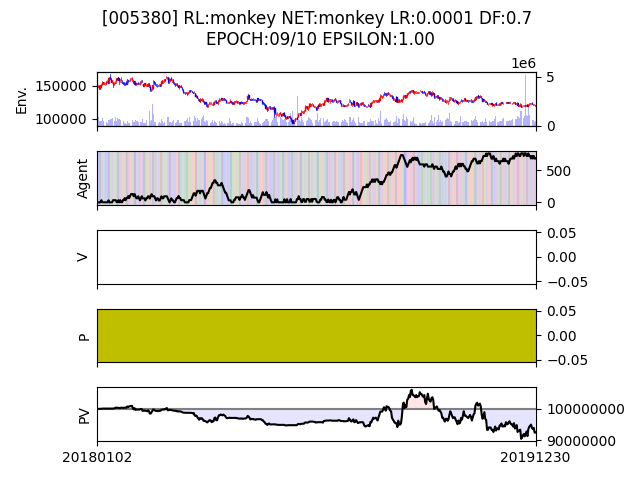 [005380] RL:monkey NET:monkey LR:0.0001 DF:0.7
EPOCH:09/10 EPSILON:1.00
1e6
Env.
150000
100000
5
0
Agent
500
0
V
0.05
0.00
−0.05
P
0.05
0.00
−0.05
PV
100000000
90000000
20180102
20191230